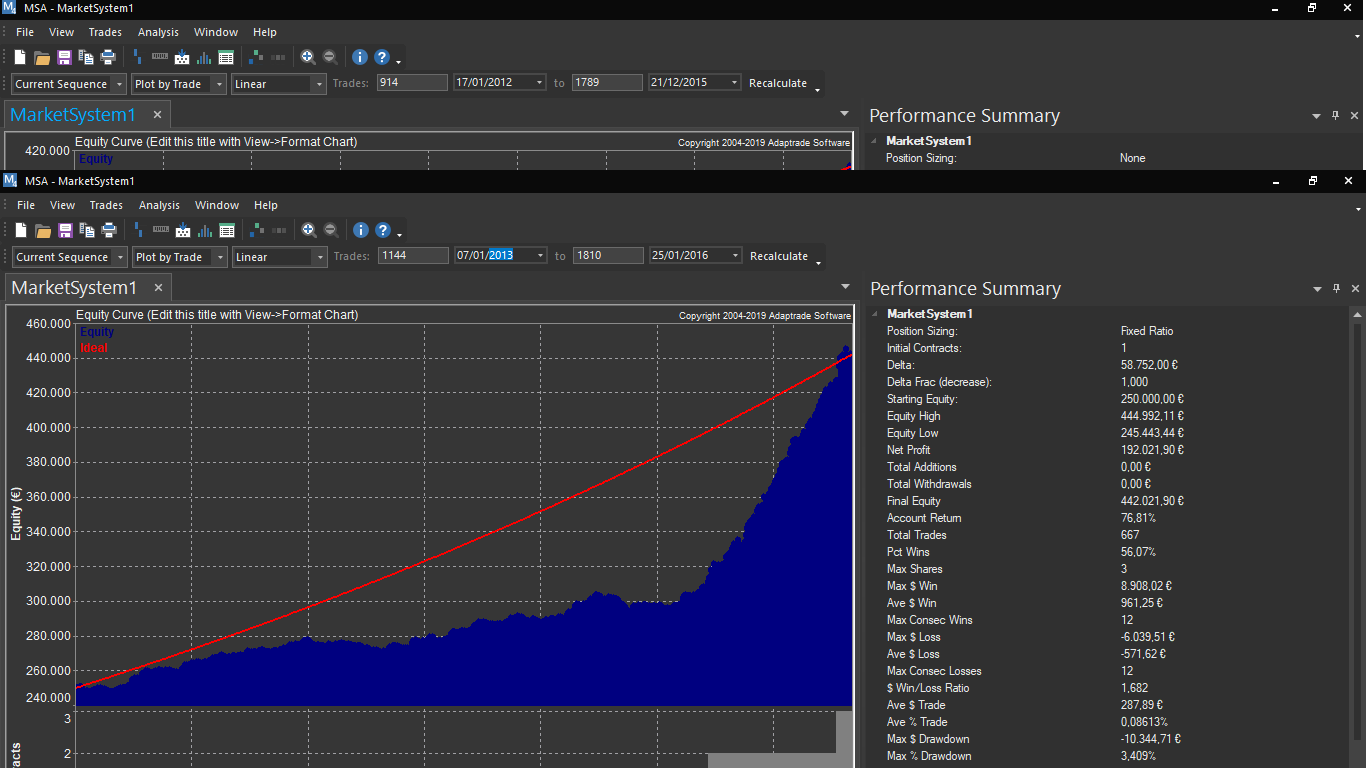 MSA - MarketSystem1
File View Trades Analysis Window Help
Current Sequence Plot by Trade Linear Trades: 914 17/01/2012 to 1789 21/12/2015 Recalculate
MarketSystem1
Performance Summary
Equity Curve (Edit this title with View->Format Chart) Copyright 2004-2019 Adaptrade Software
420.000
Equity
MarketSystem1
Position Sizing: None
MSA - MarketSystem1
File View Trades Analysis Window Help
Current Sequence Plot by Trade Linear Trades: 1144 07/01/2013 to 1810 25/01/2016 Recalculate
MarketSystem1
Performance Summary
Equity Curve (Edit this title with View->Format Chart) Copyright 2004-2019 Adaptrade Software
Equity
Ideal
460.000
440.000
420.000
400.000
380.000
360.000
340.000
320.000
300.000
280.000
260.000
240.000
Equity (€)
3
2
acts
MarketSystem1
Position Sizing: Fixed Ratio
Initial Contracts: 1
Delta: 58.752,00 €
Delta Frac (decrease): 1,000
Starting Equity: 250.000,00 €
Equity High 444.992,11 €
Equity Low 245.443,44 €
Net Profit 192.021,90 €
Total Additions 0,00 €
Total Withdrawals 0,00 €
Final Equity 442.021,90 €
Account Return 76,81%
Total Trades 667
Pct Wins 56,07%
Max Shares 3
Max $ Win 8.908,02 €
Ave $ Win 961,25 €
Max Consec Wins 12
Max $ Loss -6.039,51 €
Ave $ Loss -571,62 €
Max Consec Losses 12
$ Win/Loss Ratio 1,682
Ave $ Trade 287,89 €
Ave % Trade 0,08613%
Max $ Drawdown -10.344,71 €
Max % Drawdown 3,409%